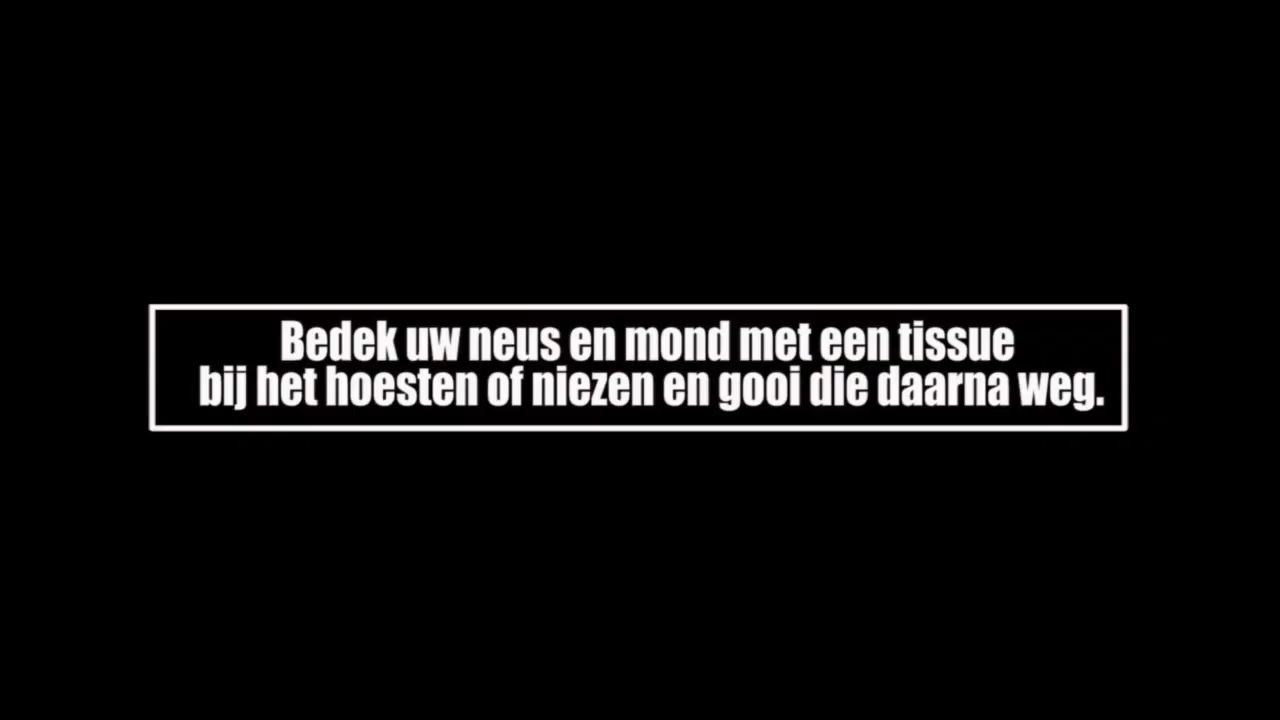 Bedek uw neus en mond met een tissue
bij het hoesten of niezen en gooi die daarna weg.